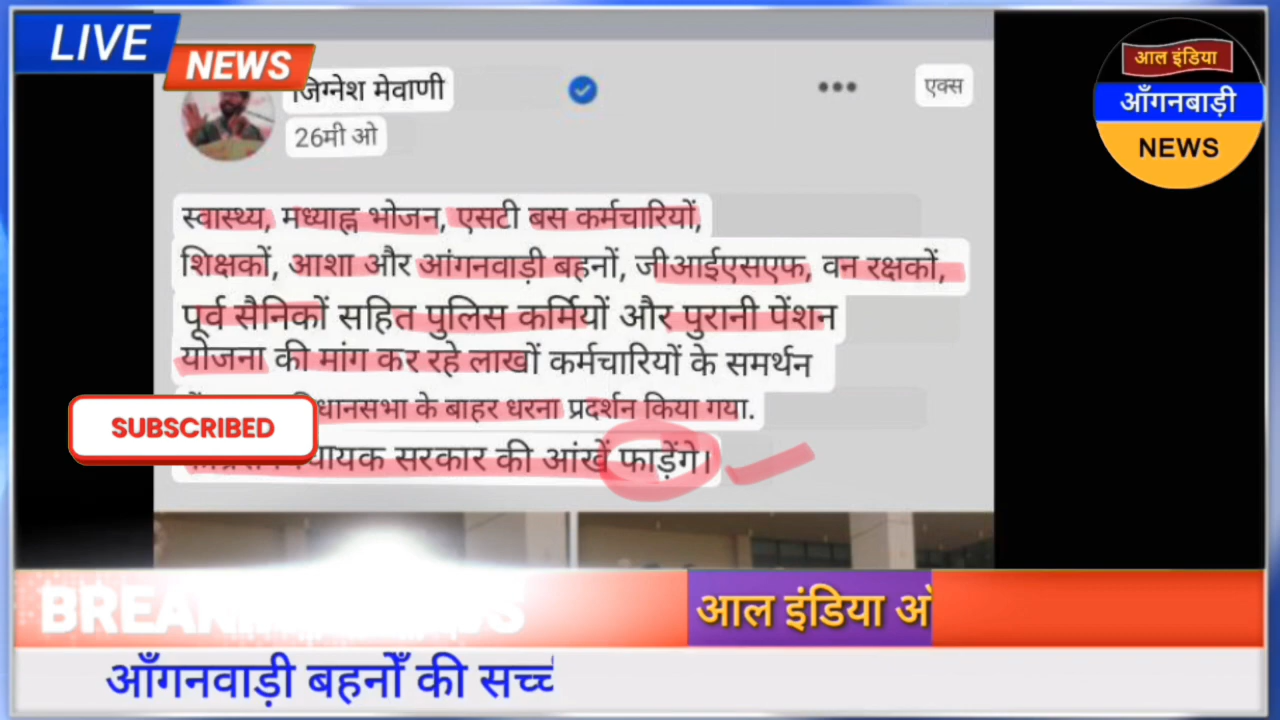 LIVE
NEWS
आल इंडिया
आँगनबाड़ी
NEWS
जिग्नेश मेवाणी
एक्स
26मी ओ
स्वास्थ्य, मध्याह्न भोजन, एसटी बस कर्मचारियों,
शिक्षकों, आशा और आंगनवाड़ी बहनों, जीआईएसएफ, वन रक्षकों,
पूर्व सैनिकों सहित पुलिस कर्मियों और पुरानी पेंशन
योजना की मांग कर रहे लाखों कर्मचारियों के समर्थन
के बाहर धरना प्रदर्शन किया गया.
SUBSCRIBED
सरकार की आंखें फाड़ेंगे।
आल इंडिया
आँगनवाड़ी बहनोँ की